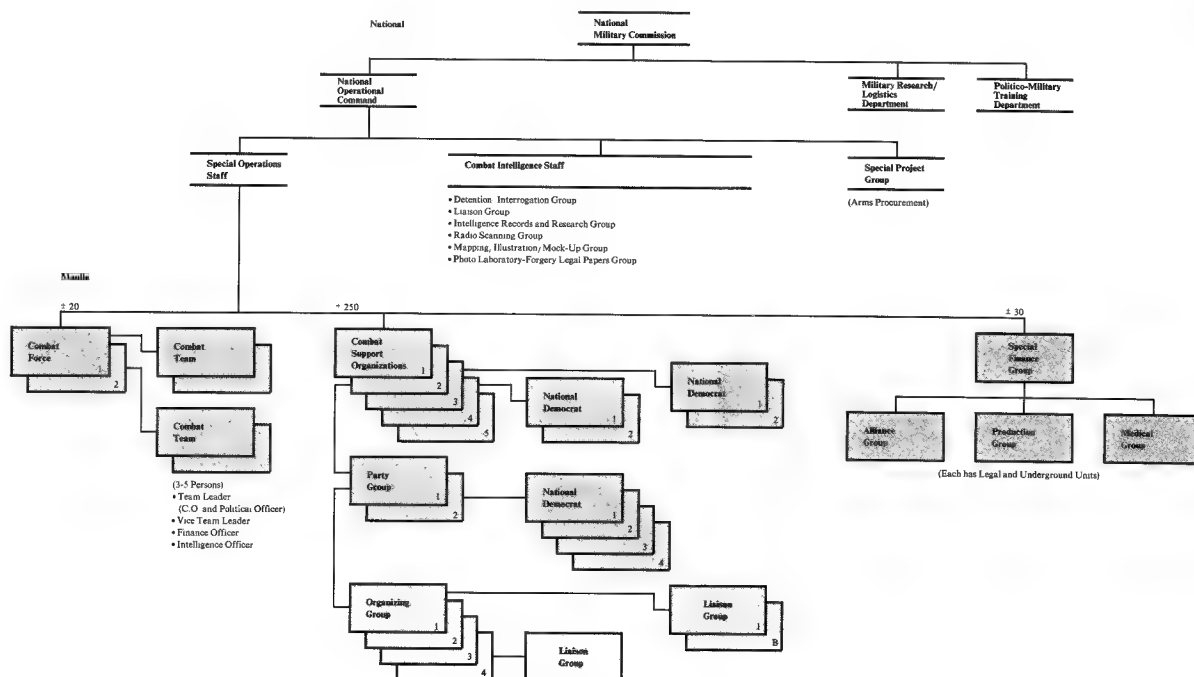 National
National
Military Commission
National
Operational
Command
Military Research/
Logistics
Department
Politico-Military
Training
Department
Special Operations
Staff
Combat Intelligence Staff
Special Project
Group
• Detention Interrogation Group
• Liaison Group
• Intelligence Records and Research Group
• Radio Scanning Group
• Mapping, Illustration/Mock-Up Group
• Photo Laboratory-Forgery Legal Papers Group
(Arms Procurement)
Manila
± 20
± 250
± 30
Combat
Force
1
2
Combat
Team
Combat
Team
(3-5 Persons)
• Team Leader
(C.O and Political Officer)
• Vice Team Leader
• Finance Officer
• Intelligence Officer
Combat
Support
Organizations
1
2
3
4
5
National
Democrat
1
2
National
Democrat
1
2
Special
Finance
Group
Alliance
Group
Production
Group
Medical
Group
(Each has Legal and Underground Units)
Party
Group
1
2
National
Democrat
1
2
3
4
Organizing
Group
1
2
3
4
Liaison
Group
1
B
Liaison
Group